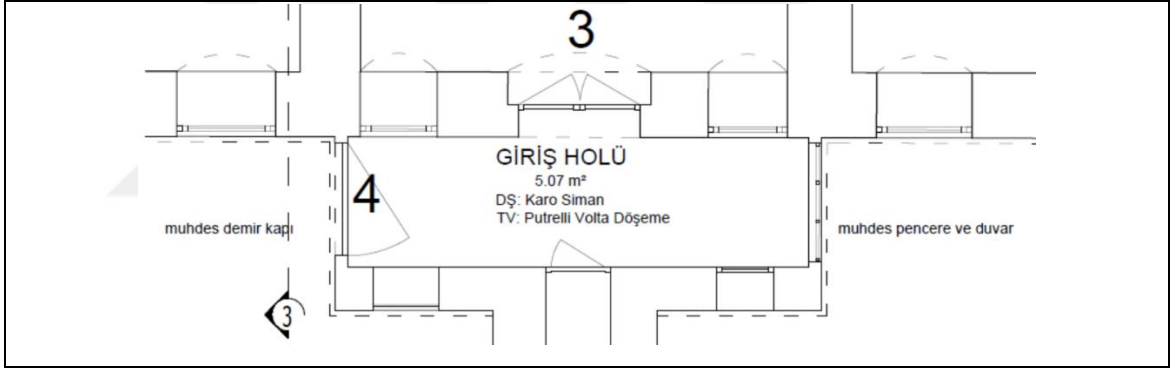 3
GİRİŞ HOLÜ
5.07 m²
DŞ: Karo Siman
TV: Putrelli Volta Döşeme
4
muhdes demir kapı
muhdes pencere ve duvar
3